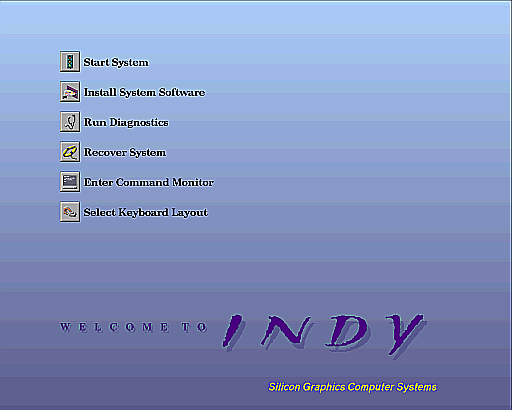 Start System
Install System Software
Run Diagnostics
Recover System
Enter Command Monitor
Select Keyboard Layout
WELCOME TO INDY
Silicon Graphics Computer Systems